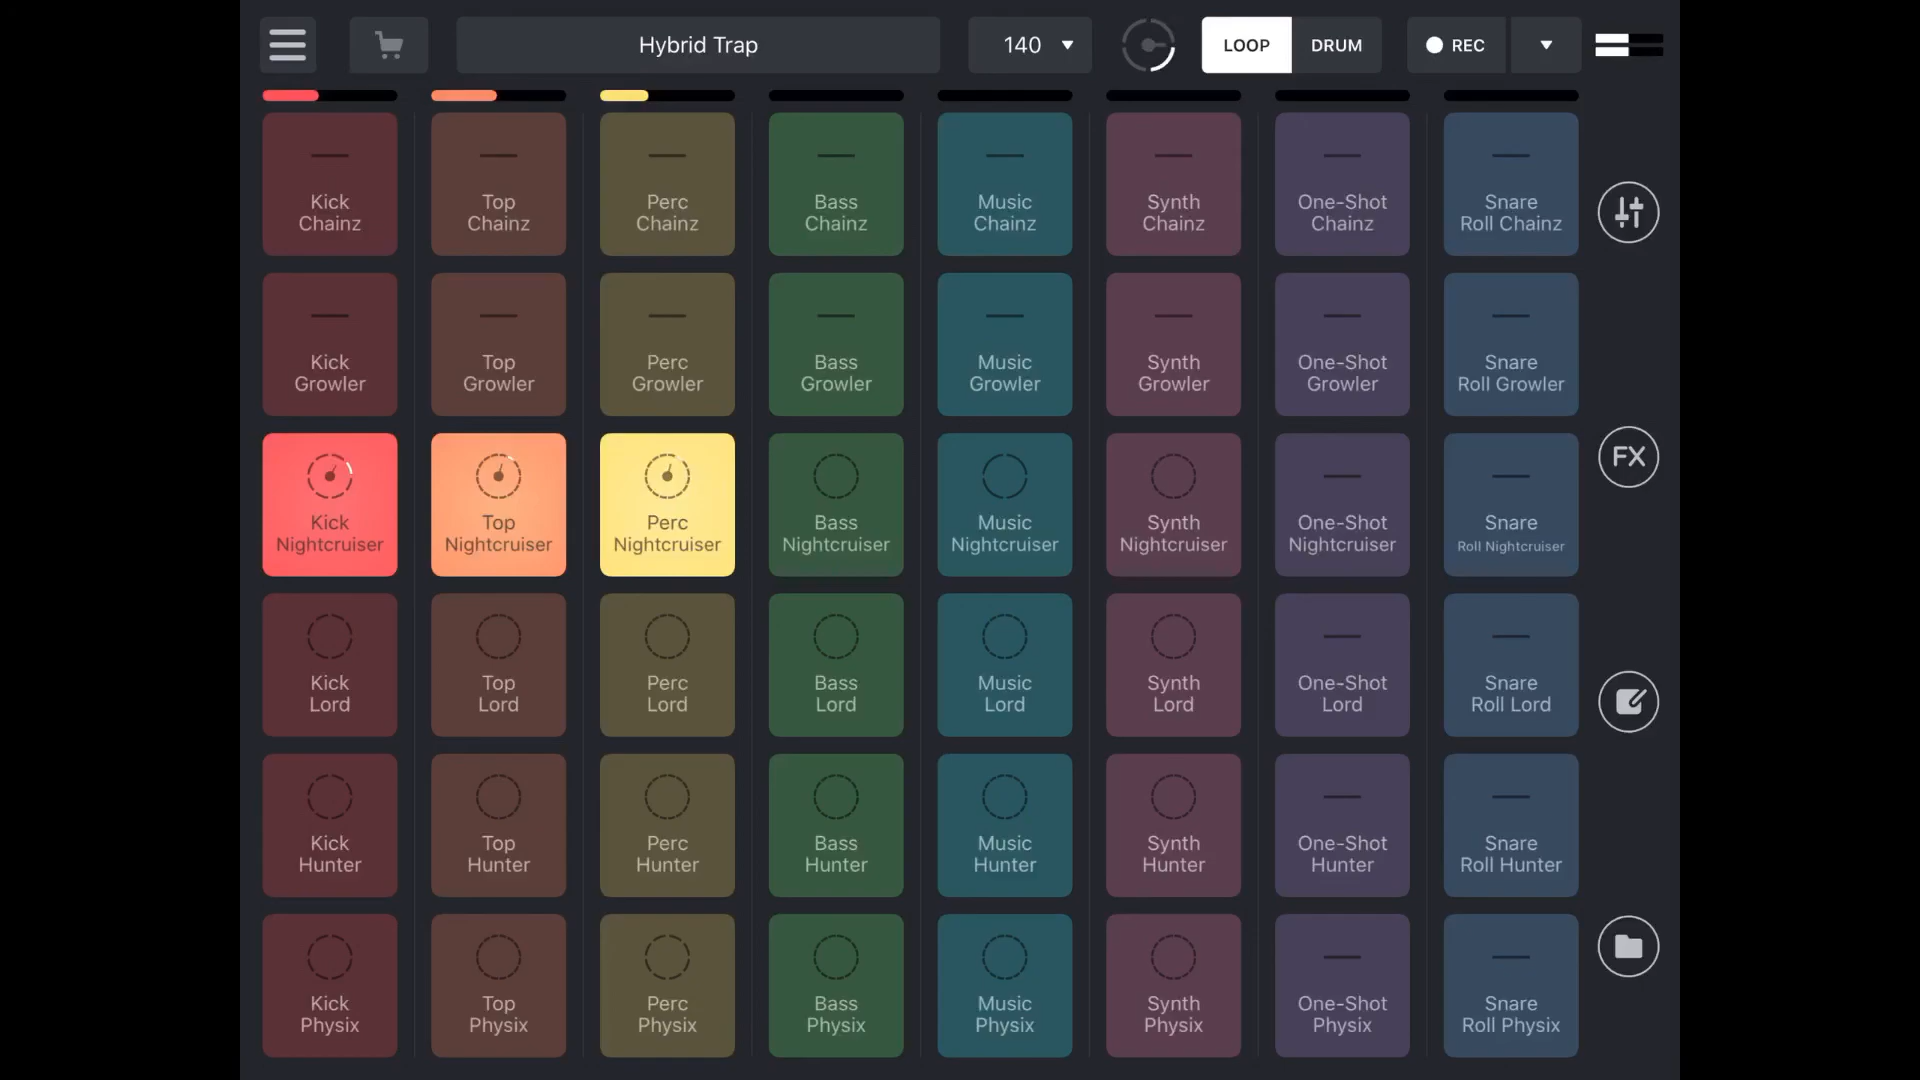 Hybrid Trap
140
LOOP
DRUM
REC
Kick
Chainz
Top
Chainz
Perc
Chainz
Bass
Chainz
Music
Chainz
Synth
Chainz
One-Shot
Chainz
Snare
Roll Chainz
Kick
Growler
Top
Growler
Perc
Growler
Bass
Growler
Music
Growler
Synth
Growler
One-Shot
Growler
Snare
Roll Growler
FX
Kick
Nightcruiser
Top
Nightcruiser
Perc
Nightcruiser
Bass
Nightcruiser
Music
Nightcruiser
Synth
Nightcruiser
One-Shot
Nightcruiser
Snare
Roll Nightcruiser
Kick
Lord
Top
Lord
Perc
Lord
Bass
Lord
Music
Lord
Synth
Lord
One-Shot
Lord
Snare
Roll Lord
Kick
Hunter
Top
Hunter
Perc
Hunter
Bass
Hunter
Music
Hunter
Synth
Hunter
One-Shot
Hunter
Snare
Roll Hunter
Kick
Physix
Top
Physix
Perc
Physix
Bass
Physix
Music
Physix
Synth
Physix
One-Shot
Physix
Snare
Roll Physix